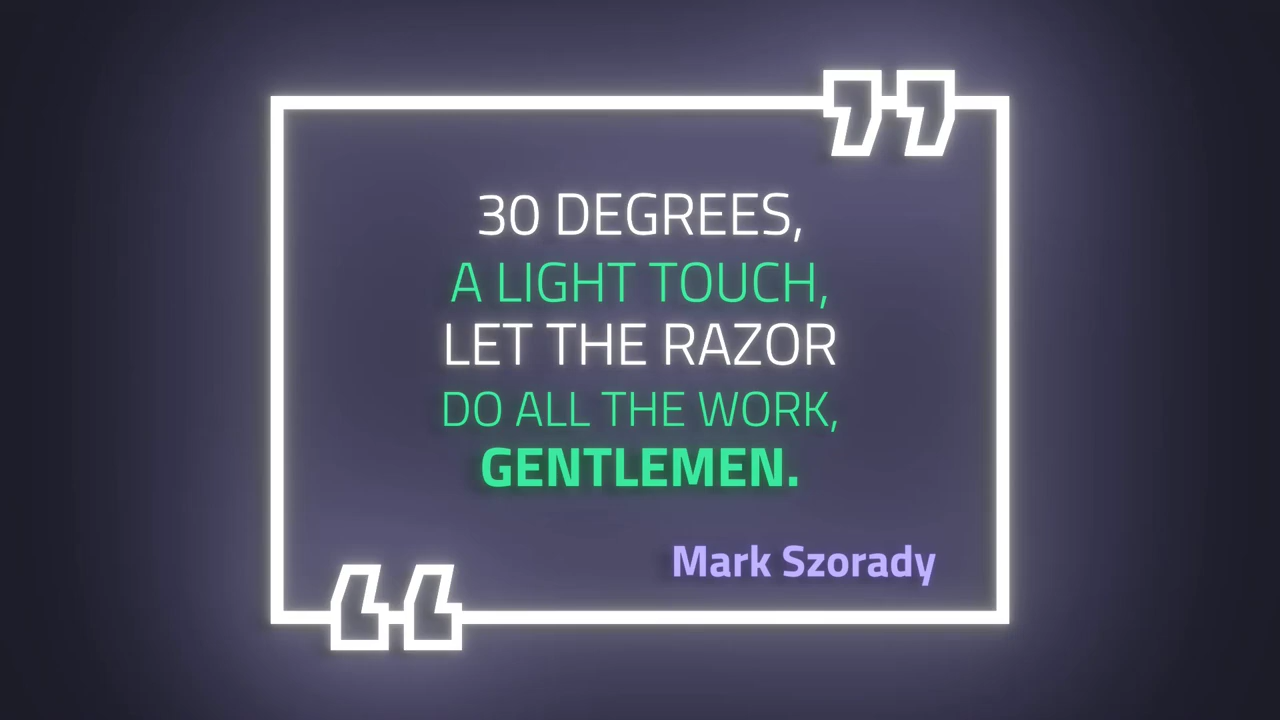 30 DEGREES,
A LIGHT TOUCH,
LET THE RAZOR
DO ALL THE WORK,
GENTLEMEN.
Mark Szorady